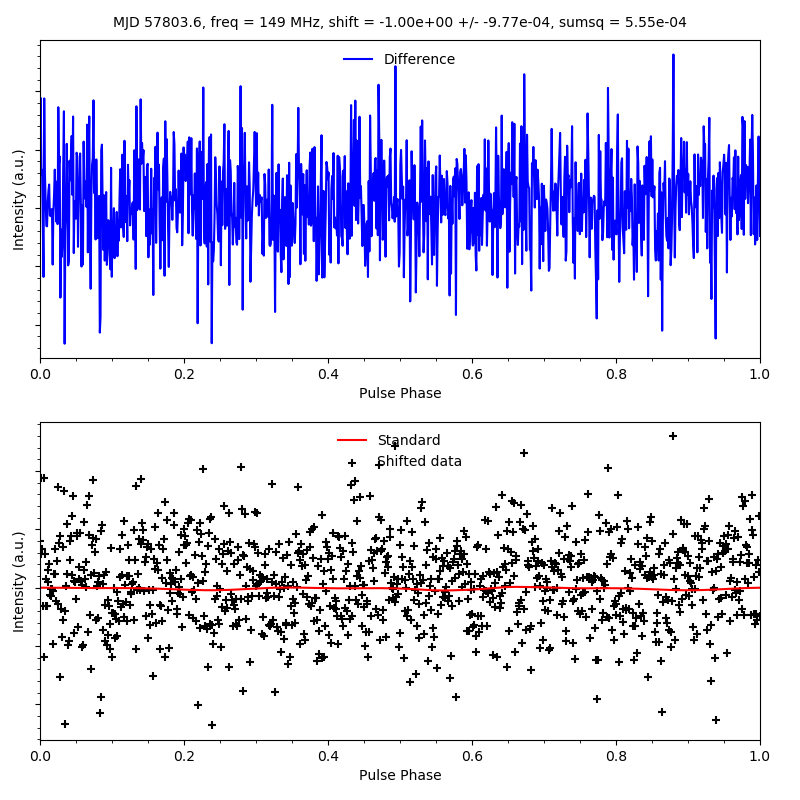 MJD 57803.6, freq = 149 MHz, shift = -1.00e+00 +/- -9.77e-04, sumsq = 5.55e-04
Difference
Intensity (a.u.)
0.0 0.2 0.4 0.6 0.8 1.0
Pulse Phase
Standard
Shifted data
Intensity (a.u.)
0.0 0.2 0.4 0.6 0.8 1.0
Pulse Phase